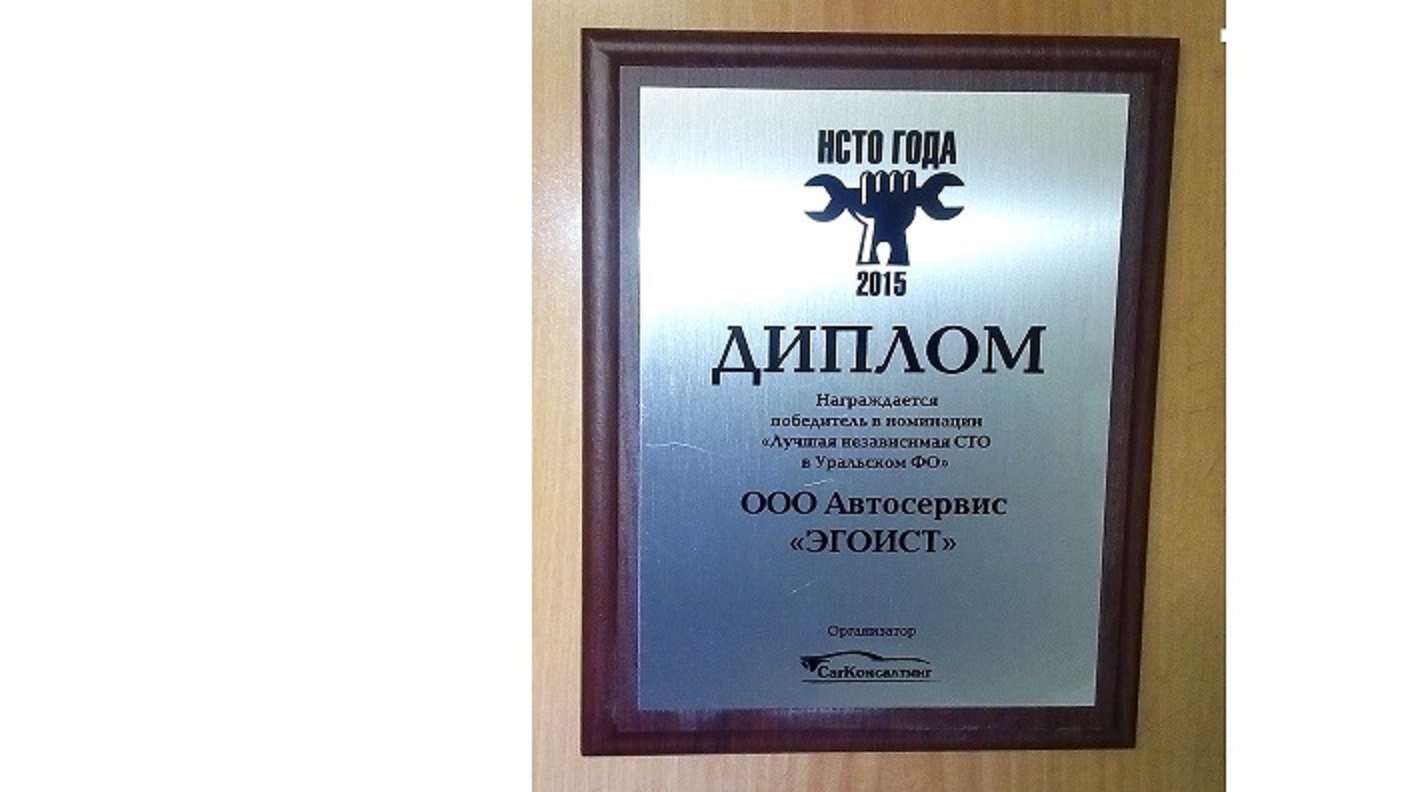 НСТО ГОДА
2015
ДИПЛОМ
Награждается
победитель в номинации
«Лучшая независимая СТО
в Уральском ФО»
ООО Автосервис
«ЭГОИСТ»
Организатор
CarКонсалтинг